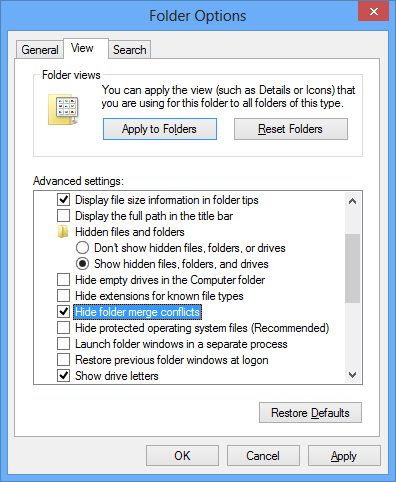 Folder Options
General
View
Search
Folder views
You can apply the view (such as Details or Icons) that
you are using for this folder to all folders of this type.
Apply to Folders
Reset Folders
Advanced settings:
Display file size information in folder tips
Display the full path in the title bar
Hidden files and folders
Don't show hidden files, folders, or drives
Show hidden files, folders, and drives
Hide empty drives in the Computer folder
Hide extensions for known file types
Hide folder merge conflicts
Hide protected operating system files (Recommended)
Launch folder windows in a separate process
Restore previous folder windows at logon
Show drive letters
Restore Defaults
OK
Cancel
Apply